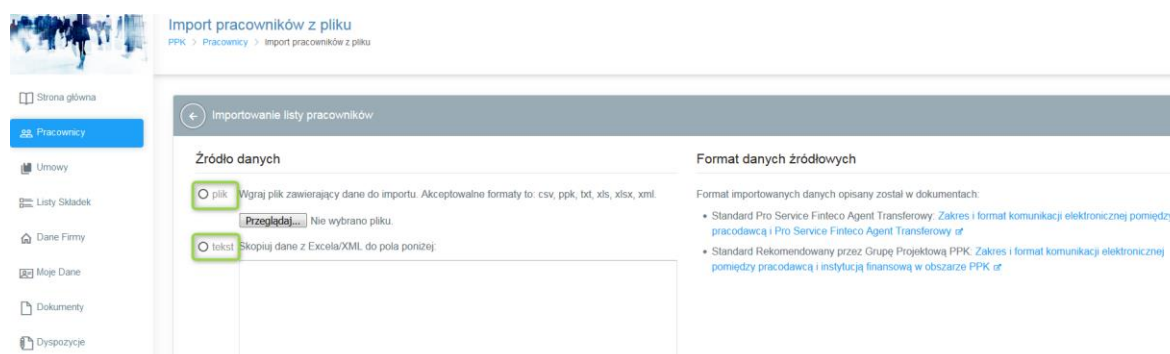 Import pracowników z pliku
PPK > Pracownicy > Import pracowników z pliku
Strona główna
Pracownicy
Umowy
Listy Składek
Dane Firmy
Moje Dane
Dokumenty
Dyspozycje
Importowanie listy pracowników
Źródło danych
plik Wgraj plik zawierający dane do importu. Akceptowalne formaty to: csv, ppk, txt, xls, xlsx, xml.
Przeglądaj... Nie wybrano pliku.
tekst Skopiuj dane z Excela/XML do pola poniżej:
Format danych źródłowych
Format importowanych danych opisany został w dokumentach:
• Standard Pro Service Finteco Agent Transferowy: Zakres i format komunikacji elektronicznej pomiędzy
pracodawcą i Pro Service Finteco Agent Transferowy
• Standard Rekomendowany przez Grupę Projektową PPK: Zakres i format komunikacji elektronicznej
pomiędzy pracodawcą i instytucją finansową w obszarze PPK